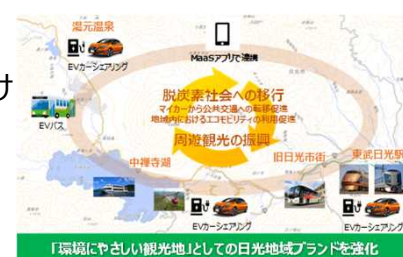 湯元温泉
EVカーシェアリング
MaaSアプリで連携
け
EVバス
脱炭素社会への移行
マイカーから公共交通への転移促進
地域内におけるエコモビリティの利用促進
周遊観光の振興
中禅寺湖
旧日光市街
東武日光駅
EVカーシェアリング
EVカーシェアリング
「環境にやさしい観光地」としての日光地域ブランドを強化